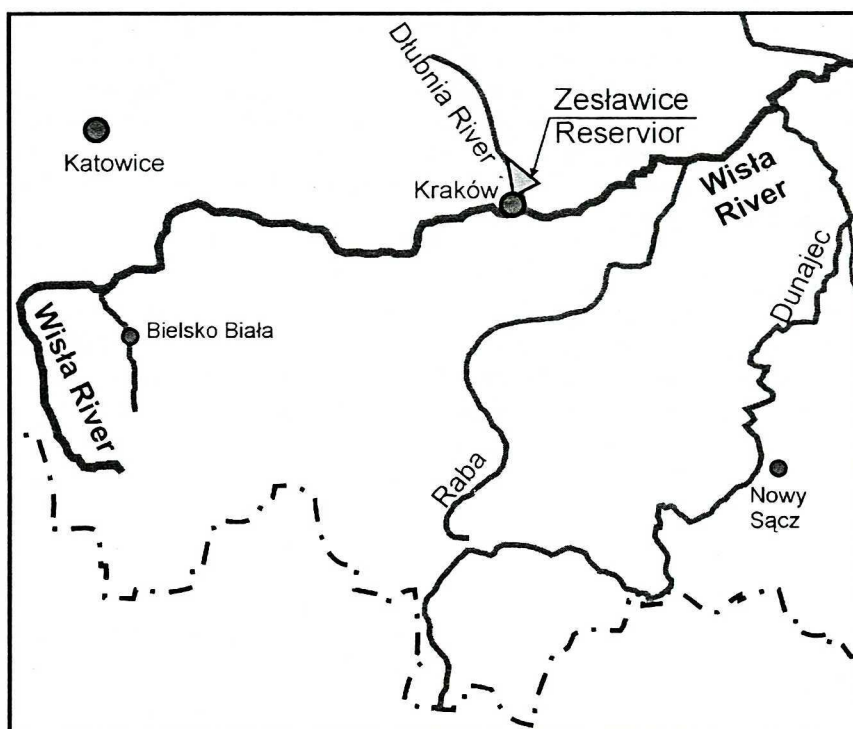 Dłubnia River
Zesławice
Reservior
Katowice
Kraków
Wisła
River
Dunajec
Wisła River
Bielsko Biała
Raba
Nowy
Sącz